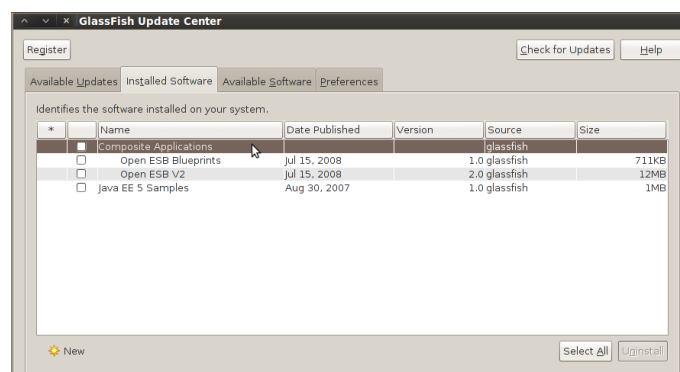 GlassFish Update Center
Register Check for Updates Help
Available Updates Installed Software Available Software Preferences
Identifies the software installed on your system.
* Name Date Published Version Source Size
Composite Applications glassfish
Open ESB Blueprints Jul 15, 2008 1.0 glassfish 711KB
Open ESB V2 Jul 15, 2008 2.0 glassfish 12MB
Java EE 5 Samples Aug 30, 2007 1.0 glassfish 1MB
New Select All Uninstall